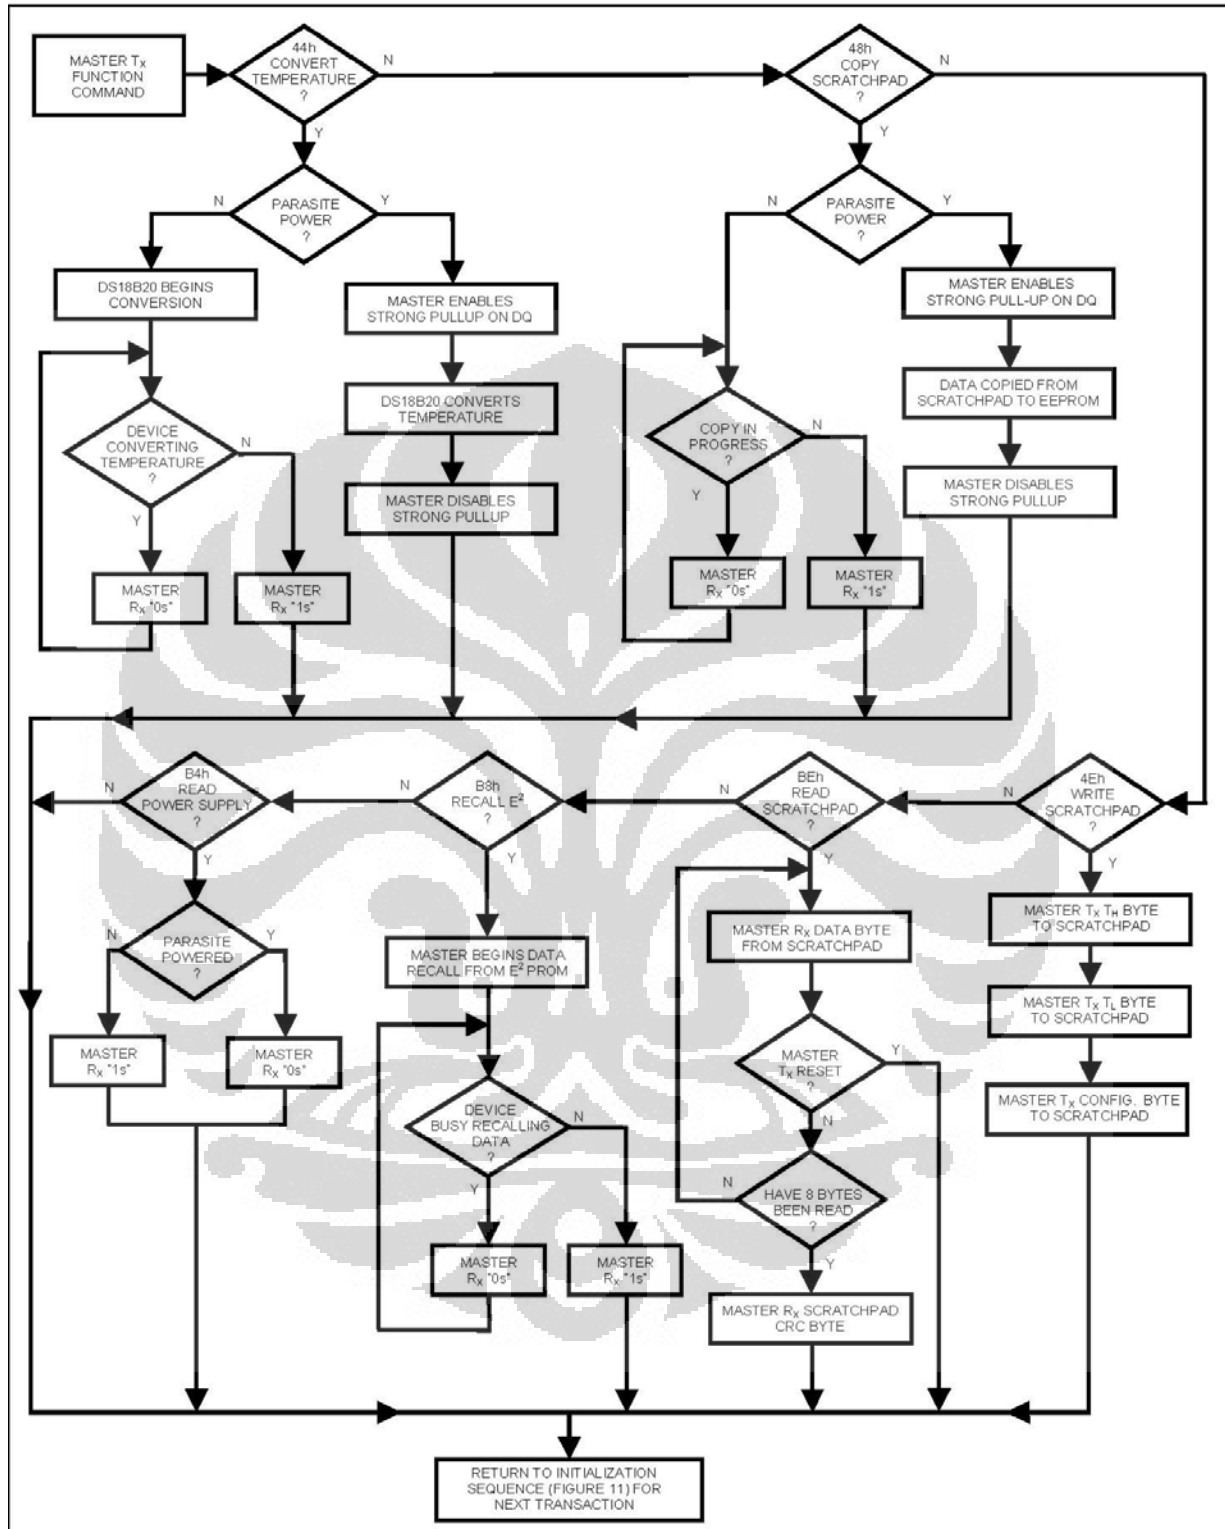 MASTER TX
FUNCTION
COMMAND
44h
CONVERT
TEMPERATURE
?
N
Y
48h
COPY
SCRATCHPAD
?
N
Y
PARASITE
POWER
?
N
Y
PARASITE
POWER
?
N
Y
DS18B20 BEGINS
CONVERSION
MASTER ENABLES
STRONG PULLUP ON DQ
MASTER ENABLES
STRONG PULL-UP ON DQ
DEVICE
CONVERTING
TEMPERATURE
?
N
Y
DS18B20 CONVERTS
TEMPERATURE
COPY IN
PROGRESS
?
N
Y
DATA COPIED FROM
SCRATCHPAD TO EEPROM
MASTER DISABLES
STRONG PULLUP
MASTER DISABLES
STRONG PULLUP
MASTER
RX "0s"
MASTER
RX "1s"
MASTER
RX "0s"
MASTER
RX "1s"
B4h
READ
POWER SUPPLY
?
N
Y
B8h
RECALL E²
?
N
Y
BEh
READ
SCRATCHPAD
?
N
Y
4Eh
WRITE
SCRATCHPAD
?
N
Y
PARASITE
POWERED
?
N
Y
MASTER BEGINS DATA
RECALL FROM E² PROM
MASTER RX DATA BYTE
FROM SCRATCHPAD
MASTER TX TH BYTE
TO SCRATCHPAD
MASTER TX TL BYTE
TO SCRATCHPAD
MASTER
RX "1s"
MASTER
RX "0s"
MASTER
TX RESET
?
Y
N
DEVICE
BUSY RECALLING
DATA
?
N
Y
MASTER TX CONFIG. BYTE
TO SCRATCHPAD
HAVE 8 BYTES
BEEN READ
?
N
Y
MASTER
RX "0s"
MASTER
RX "1s"
MASTER RX SCRATCHPAD
CRC BYTE
RETURN TO INITIALIZATION
SEQUENCE (FIGURE 11) FOR
NEXT TRANSACTION